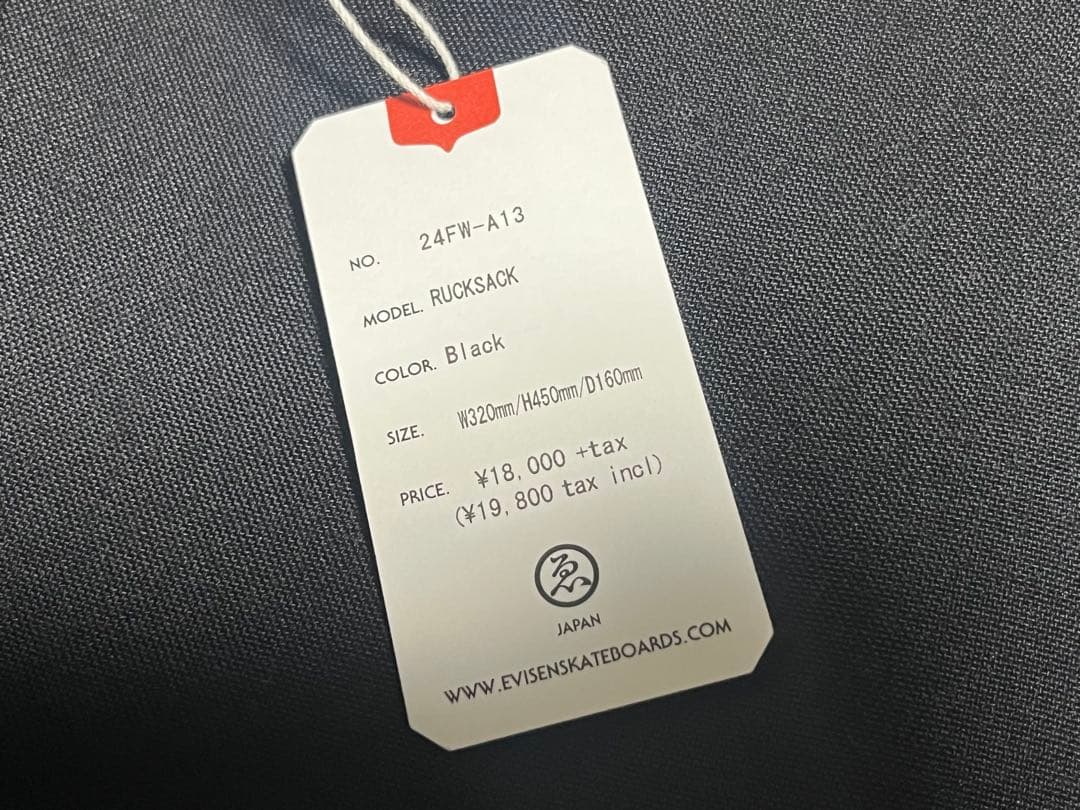 NO. 24FW-A13
MODEL. RUCKSACK
COLOR. Black
SIZE. W320mm/H450mm/D160mm
PRICE. ¥18,000 +tax
(¥19,800 tax incl)
ゑ
JAPAN
WWW.EVISENSKATEBOARDS.COM